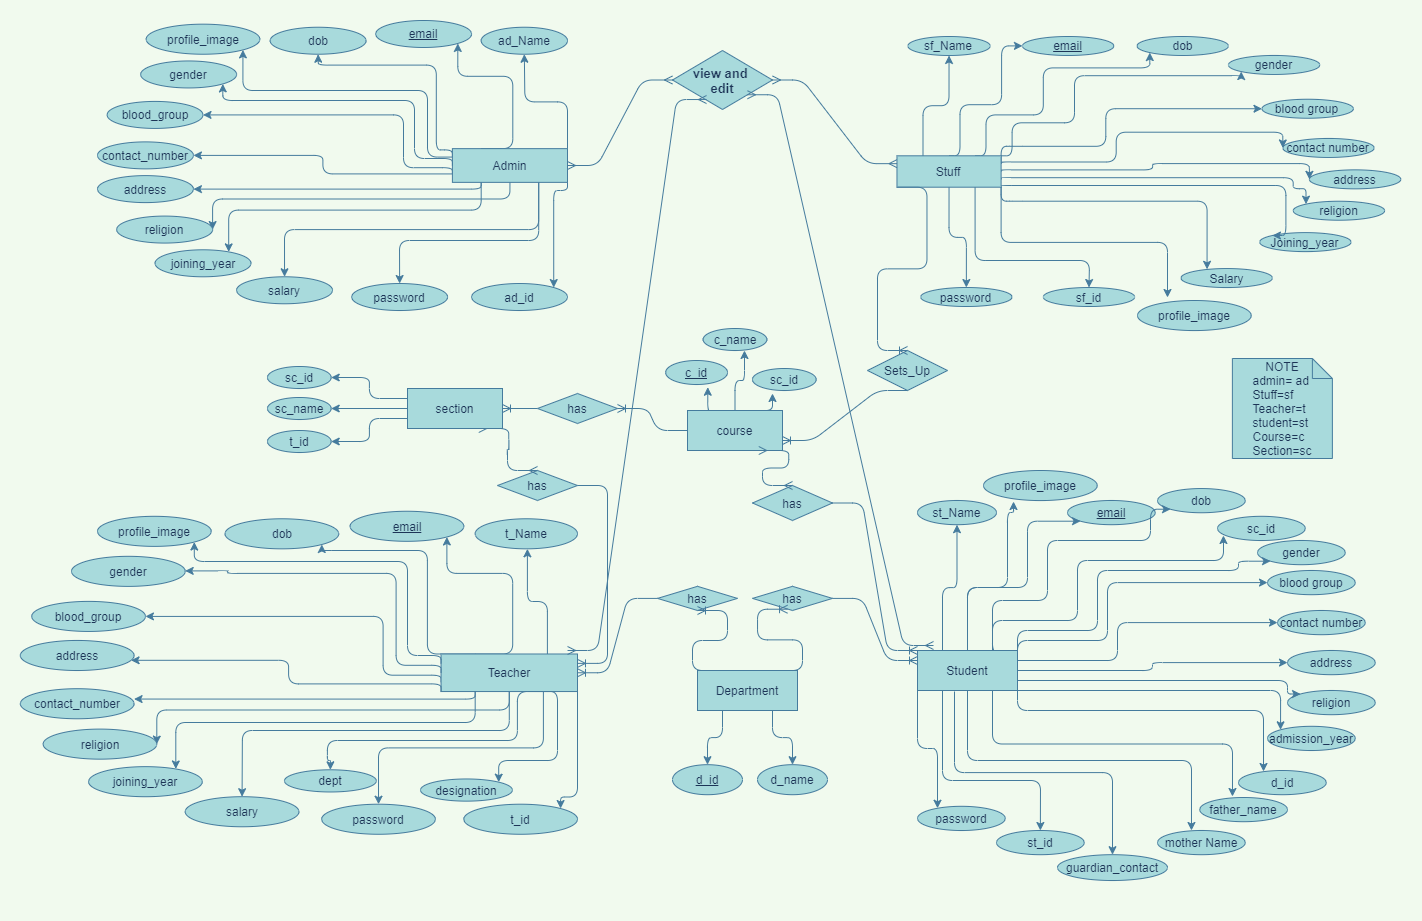 profile_image
dob
email
ad_Name
gender
blood_group
contact_number
address
religion
joining_year
salary
password
ad_id
Admin
view and
edit
sf_Name
email
dob
gender
blood group
contact number
address
religion
Joining_year
Salary
profile_image
sf_id
password
Stuff
sc_id
sc_name
t_id
section
has
c_name
c_id
sc_id
course
Sets_Up
NOTE
admin= ad
Stuff=sf
Teacher=t
student=st
Course=c
Section=sc
has
has
profile_image
dob
email
t_Name
gender
blood_group
address
contact_number
religion
joining_year
salary
dept
password
designation
t_id
Teacher
has
has
Department
d_id
d_name
st_Name
profile_image
email
dob
sc_id
gender
blood group
contact number
address
religion
admission_year
d_id
father_name
mother Name
guardian_contact
st_id
password
Student